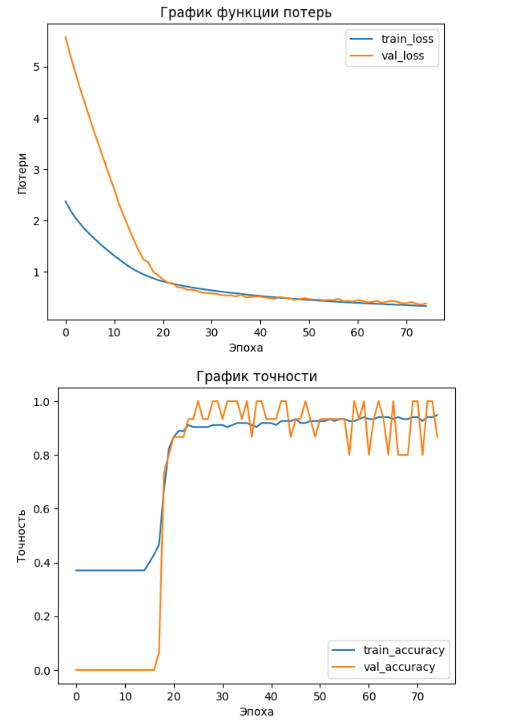 График функции потерь
train_loss
val_loss
5
4
3
2
1
Потери
0 10 20 30 40 50 60 70
Эпоха
График точности
1.0
0.8
0.6
0.4
0.2
0.0
Точность
train_accuracy
val_accuracy
0 10 20 30 40 50 60 70
Эпоха